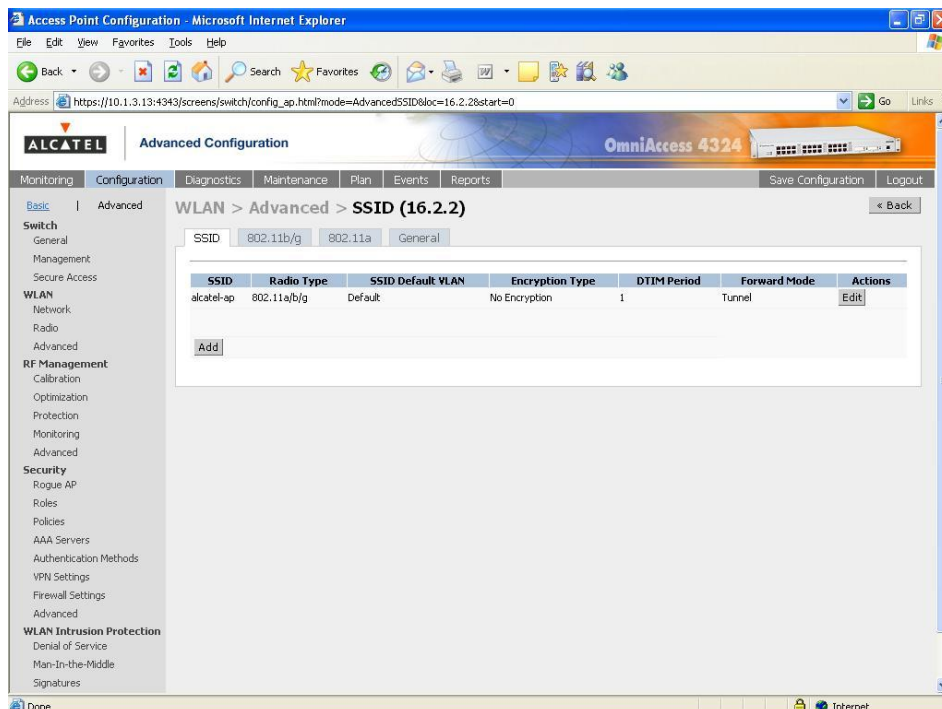 Access Point Configuration - Microsoft Internet Explorer
File Edit View Favorites Tools Help
Back Search Favorites
Address https://10.1.3.13:4343/screens/switch/config_ap.html?mode=AdvancedSSID&loc=16.2.2&start=0 Go Links
ALCATEL Advanced Configuration OmniAccess 4324
Monitoring Configuration Diagnostics Maintenance Plan Events Reports Save Configuration Logout
Basic | Advanced
WLAN > Advanced > SSID (16.2.2) « Back
SSID 802.11b/g 802.11a General
SSID Radio Type SSID Default VLAN Encryption Type DTIM Period Forward Mode Actions
alcatel-ap 802.11a/b/g Default No Encryption 1 Tunnel Edit
Add
Switch
General
Management
Secure Access
WLAN
Network
Radio
Advanced
RF Management
Calibration
Optimization
Protection
Monitoring
Advanced
Security
Rogue AP
Roles
Policies
AAA Servers
Authentication Methods
VPN Settings
Firewall Settings
Advanced
WLAN Intrusion Protection
Denial of Service
Man-In-the-Middle
Signatures
Done Internet